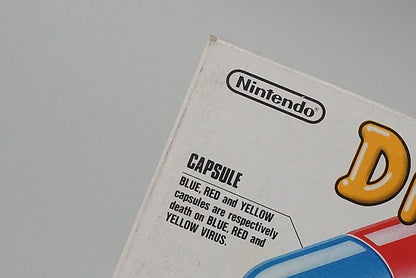 Nintendo®
D
CAPSULE
BLUE, RED and YELLOW
capsules are respectively
death on BLUE, RED and
YELLOW VIRUS.